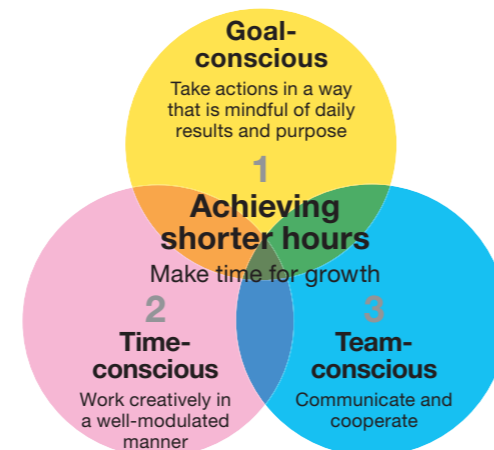 Goal-
conscious
Take actions in a way
that is mindful of daily
results and purpose
1
Achieving
shorter hours
Make time for growth
2
Time-
conscious
Work creatively in
a well-modulated
manner
3
Team-
conscious
Communicate and
cooperate